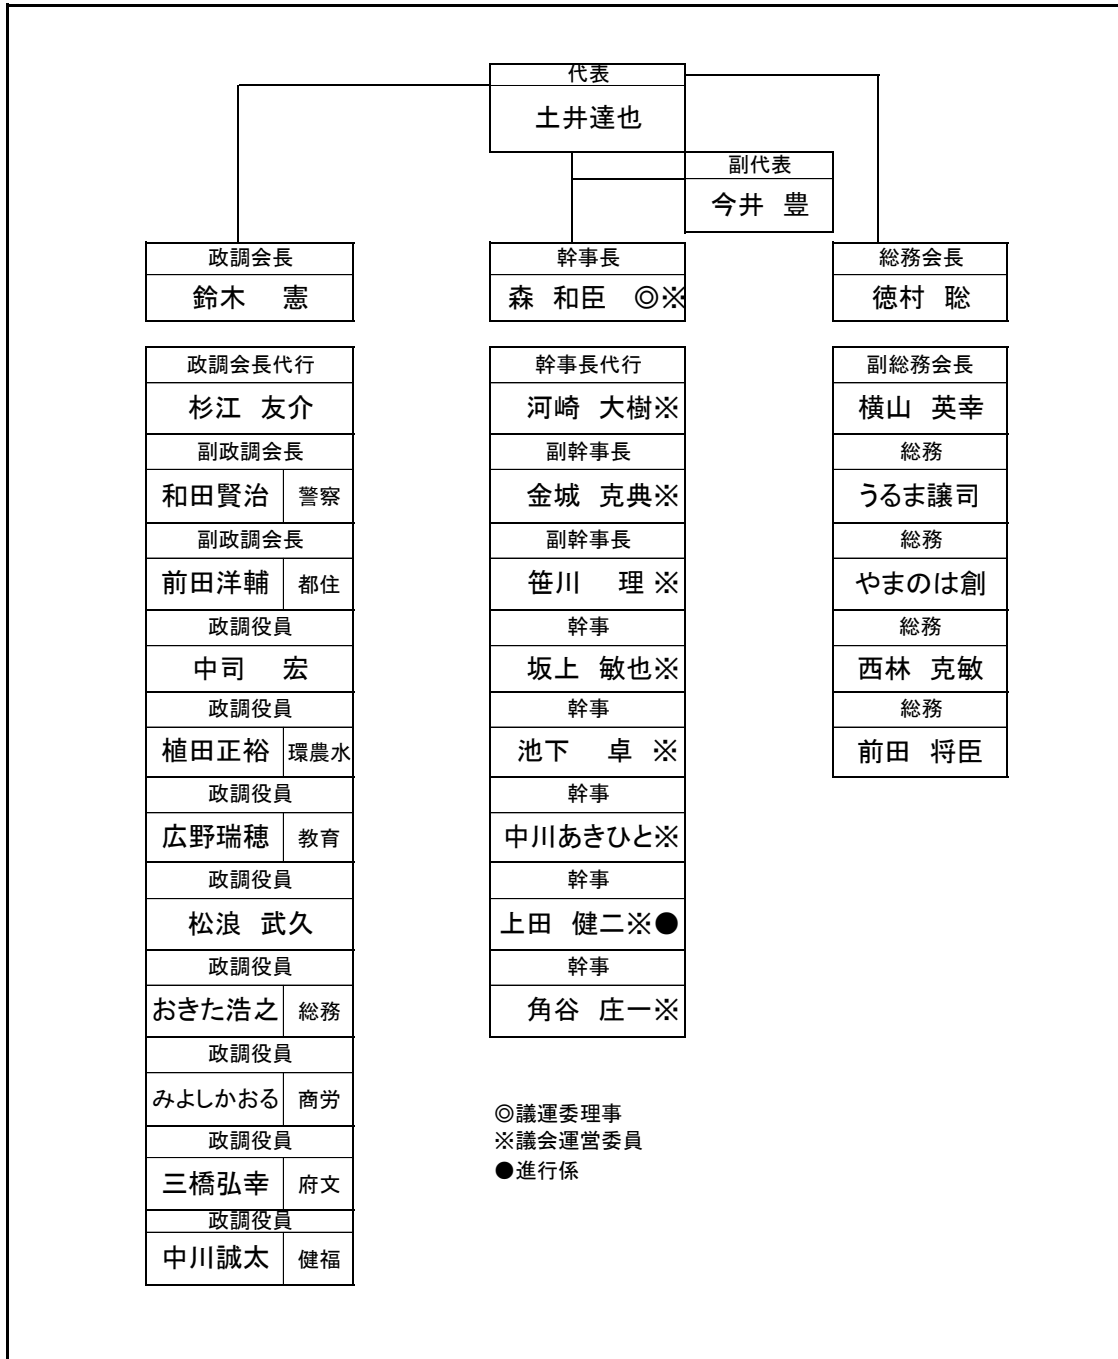 代表
土井達也
副代表
今井 豊
政調会長
鈴木 憲
政調会長代行
杉江 友介
副政調会長
和田賢治 警察
副政調会長
前田洋輔 都住
政調役員
中司 宏
政調役員
植田正裕 環農水
政調役員
広野瑞穂 教育
政調役員
松浪 武久
政調役員
おきた浩之 総務
政調役員
みよしかおる 商労
政調役員
三橋弘幸 府文
政調役員
中川誠太 健福
幹事長
森 和臣 ◎※
幹事長代行
河崎 大樹※
副幹事長
金城 克典※
副幹事長
笹川 理 ※
幹事
坂上 敏也※
幹事
池下 卓 ※
幹事
中川あきひと※
幹事
上田 健二※●
幹事
角谷 庄一※
◎議運委理事
※議会運営委員
●進行係
総務会長
徳村 聡
副総務会長
横山 英幸
総務
うるま譲司
総務
やまのは創
総務
西林 克敏
総務
前田 将臣